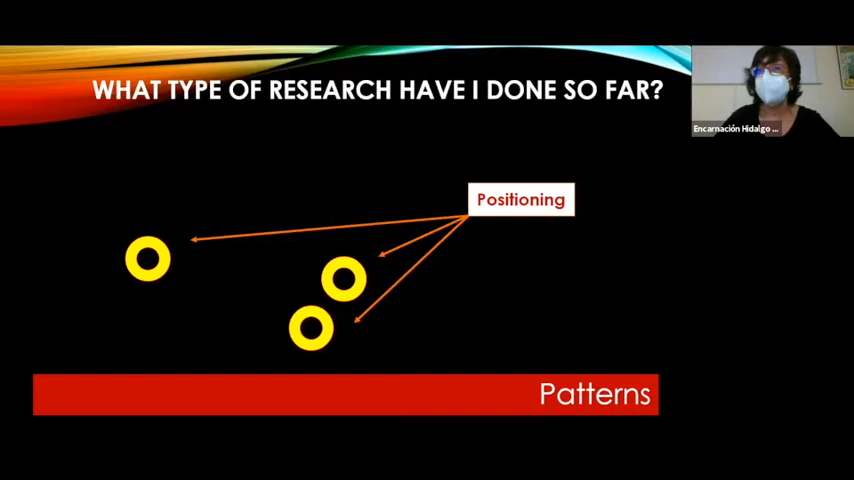 WHAT TYPE OF RESEARCH HAVE I DONE SO FAR?
Encarnación Hidalgo ...
Positioning
Patterns